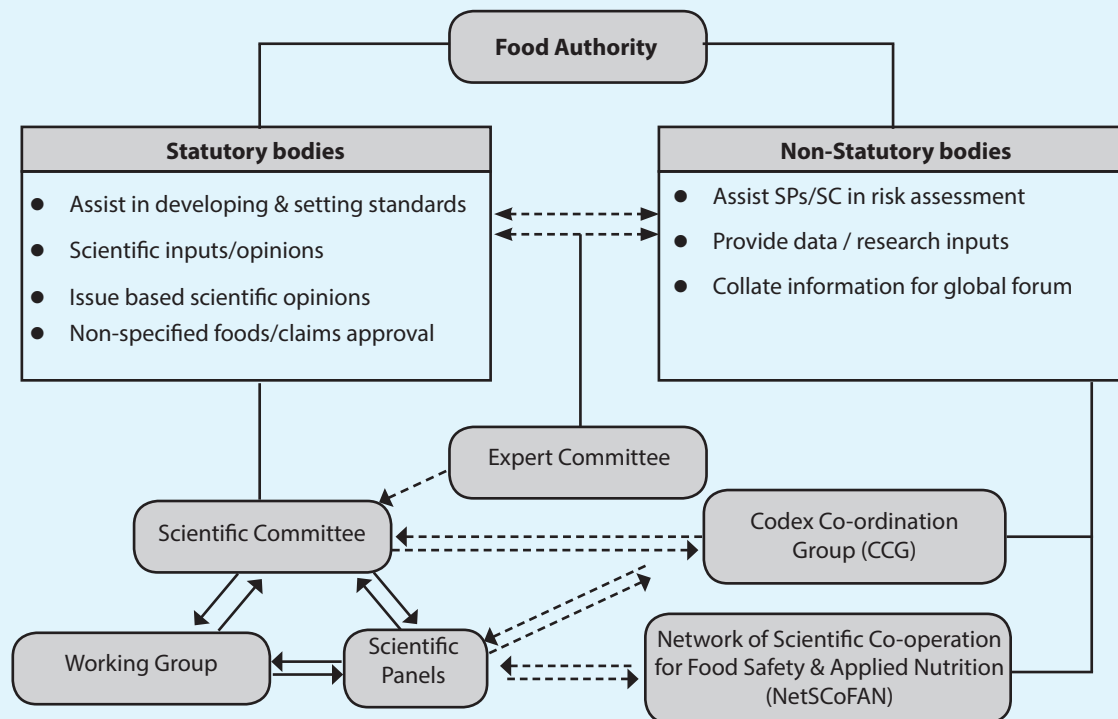 Food Authority
Statutory bodies
● Assist in developing & setting standards
● Scientific inputs/opinions
● Issue based scientific opinions
● Non-specified foods/claims approval
Non-Statutory bodies
● Assist SPs/SC in risk assessment
● Provide data / research inputs
● Collate information for global forum
Expert Committee
Scientific Committee
Codex Co-ordination
Group (CCG)
Working Group
Scientific
Panels
Network of Scientific Co-operation
for Food Safety & Applied Nutrition
(NetSCoFAN)